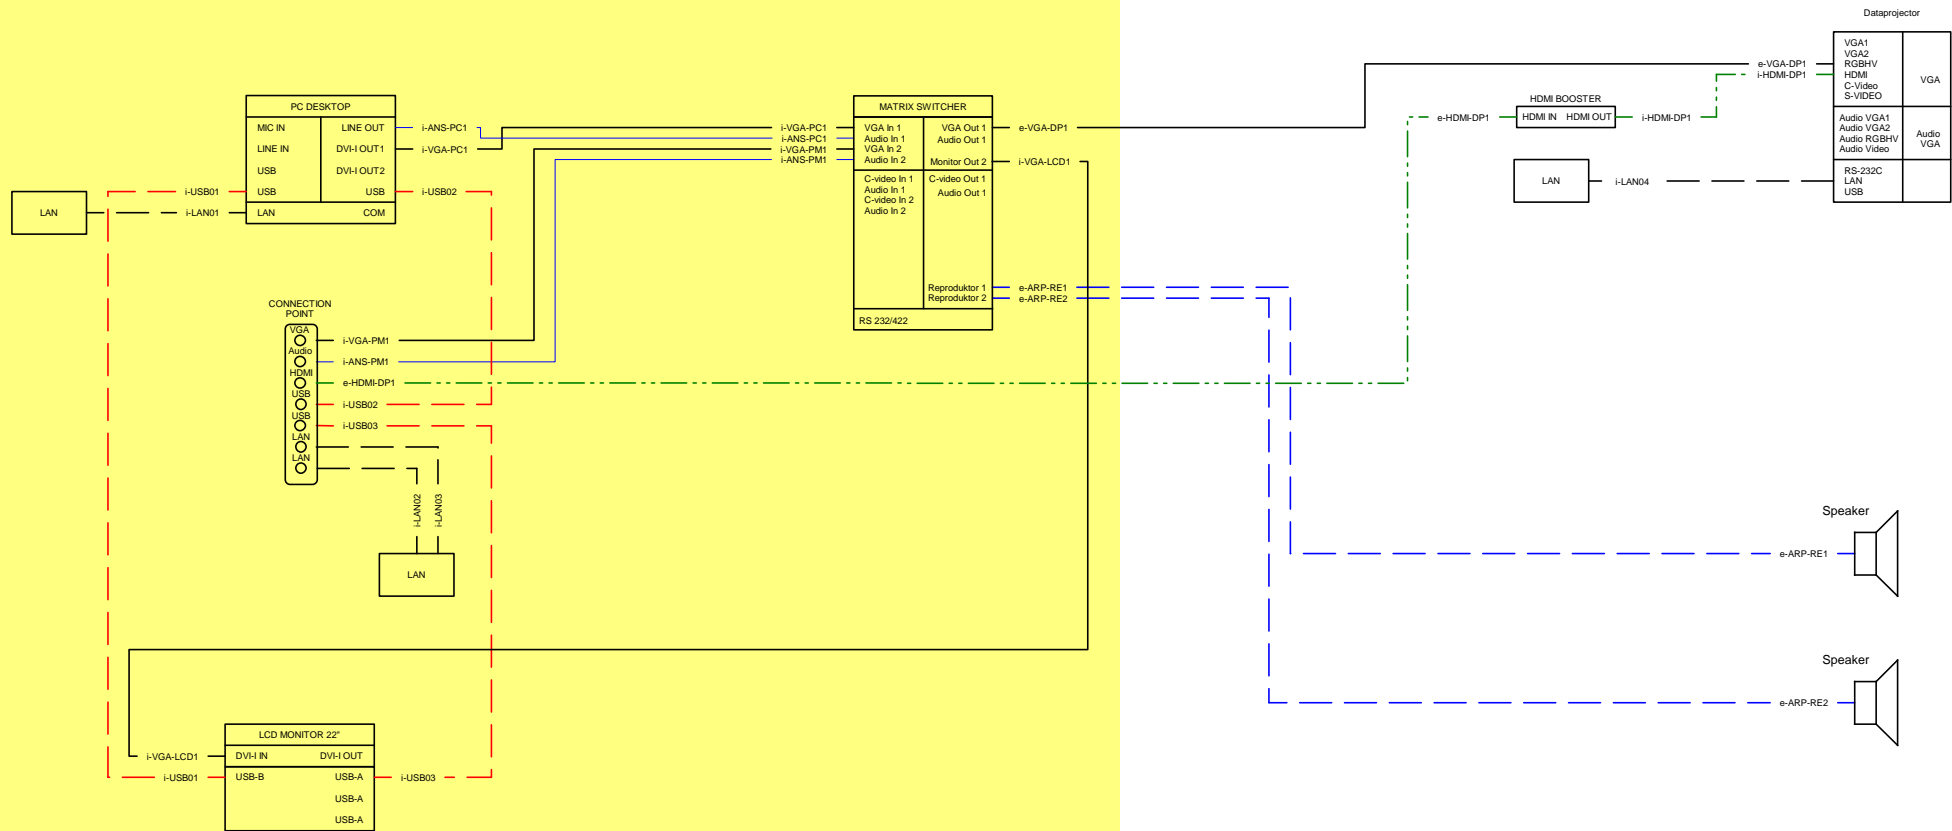 Dataprojector
VGA1
VGA2
RGBHV
HDMI
C-Video
S-VIDEO
VGA
Audio VGA1
Audio VGA2
Audio RGBHV
Audio Video
Audio
VGA
RS-232C
LAN
USB
e-VGA-DP1
i-HDMI-DP1
HDMI BOOSTER
HDMI IN HDMI OUT
e-HDMI-DP1
i-HDMI-DP1
LAN
i-LAN04
PC DESKTOP
MIC IN LINE OUT
LINE IN DVI-I OUT1
USB DVI-I OUT2
USB USB
LAN COM
i-ANS-PC1
i-VGA-PC1
i-USB01
i-USB02
LAN
i-LAN01
MATRIX SWITCHER
VGA In 1
Audio In 1
VGA In 2
Audio In 2
VGA Out 1
Audio Out 1
Monitor Out 2
C-video In 1
Audio In 1
C-video In 2
Audio In 2
C-video Out 1
Audio Out 1
Reproduktor 1
Reproduktor 2
RS 232/422
i-VGA-PC1
i-ANS-PC1
i-VGA-PM1
i-ANS-PM1
e-VGA-DP1
i-VGA-LCD1
e-ARP-RE1
e-ARP-RE2
CONNECTION
POINT
VGA
Audio
HDMI
USB
USB
LAN
LAN
i-VGA-PM1
i-ANS-PM1
e-HDMI-DP1
i-USB02
i-USB03
i-LAN02
i-LAN03
LAN
Speaker
e-ARP-RE1
Speaker
e-ARP-RE2
LCD MONITOR 22"
DVI-I IN DVI-I OUT
USB-B USB-A
USB-A
USB-A
i-VGA-LCD1
i-USB01
i-USB03